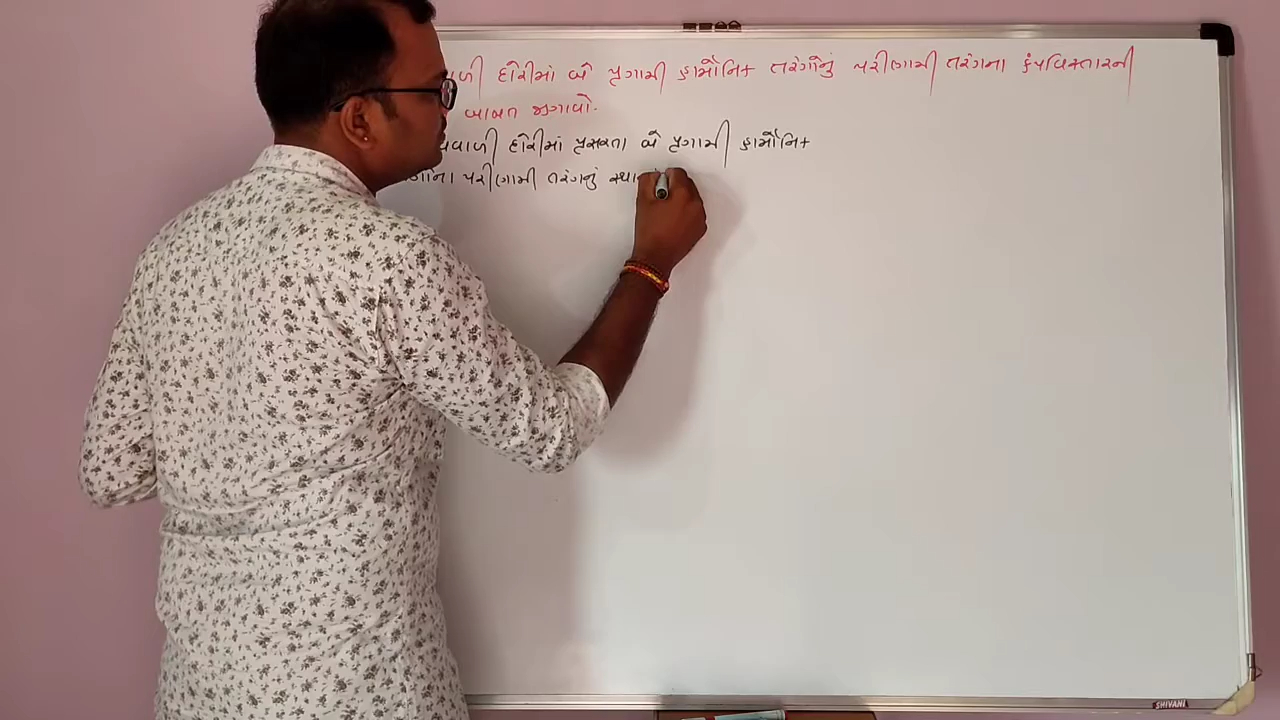 દોરીમાં બે પ્રગામી હાર્મોનિક તરંગોનું પરીણામી તરંગના કંપવિસ્તારની
બાબત જણાવો.
દોરીમાં પ્રસરતા બે પ્રગામી હાર્મોનિક
પરીણામી તરંગનું
SHIVANI